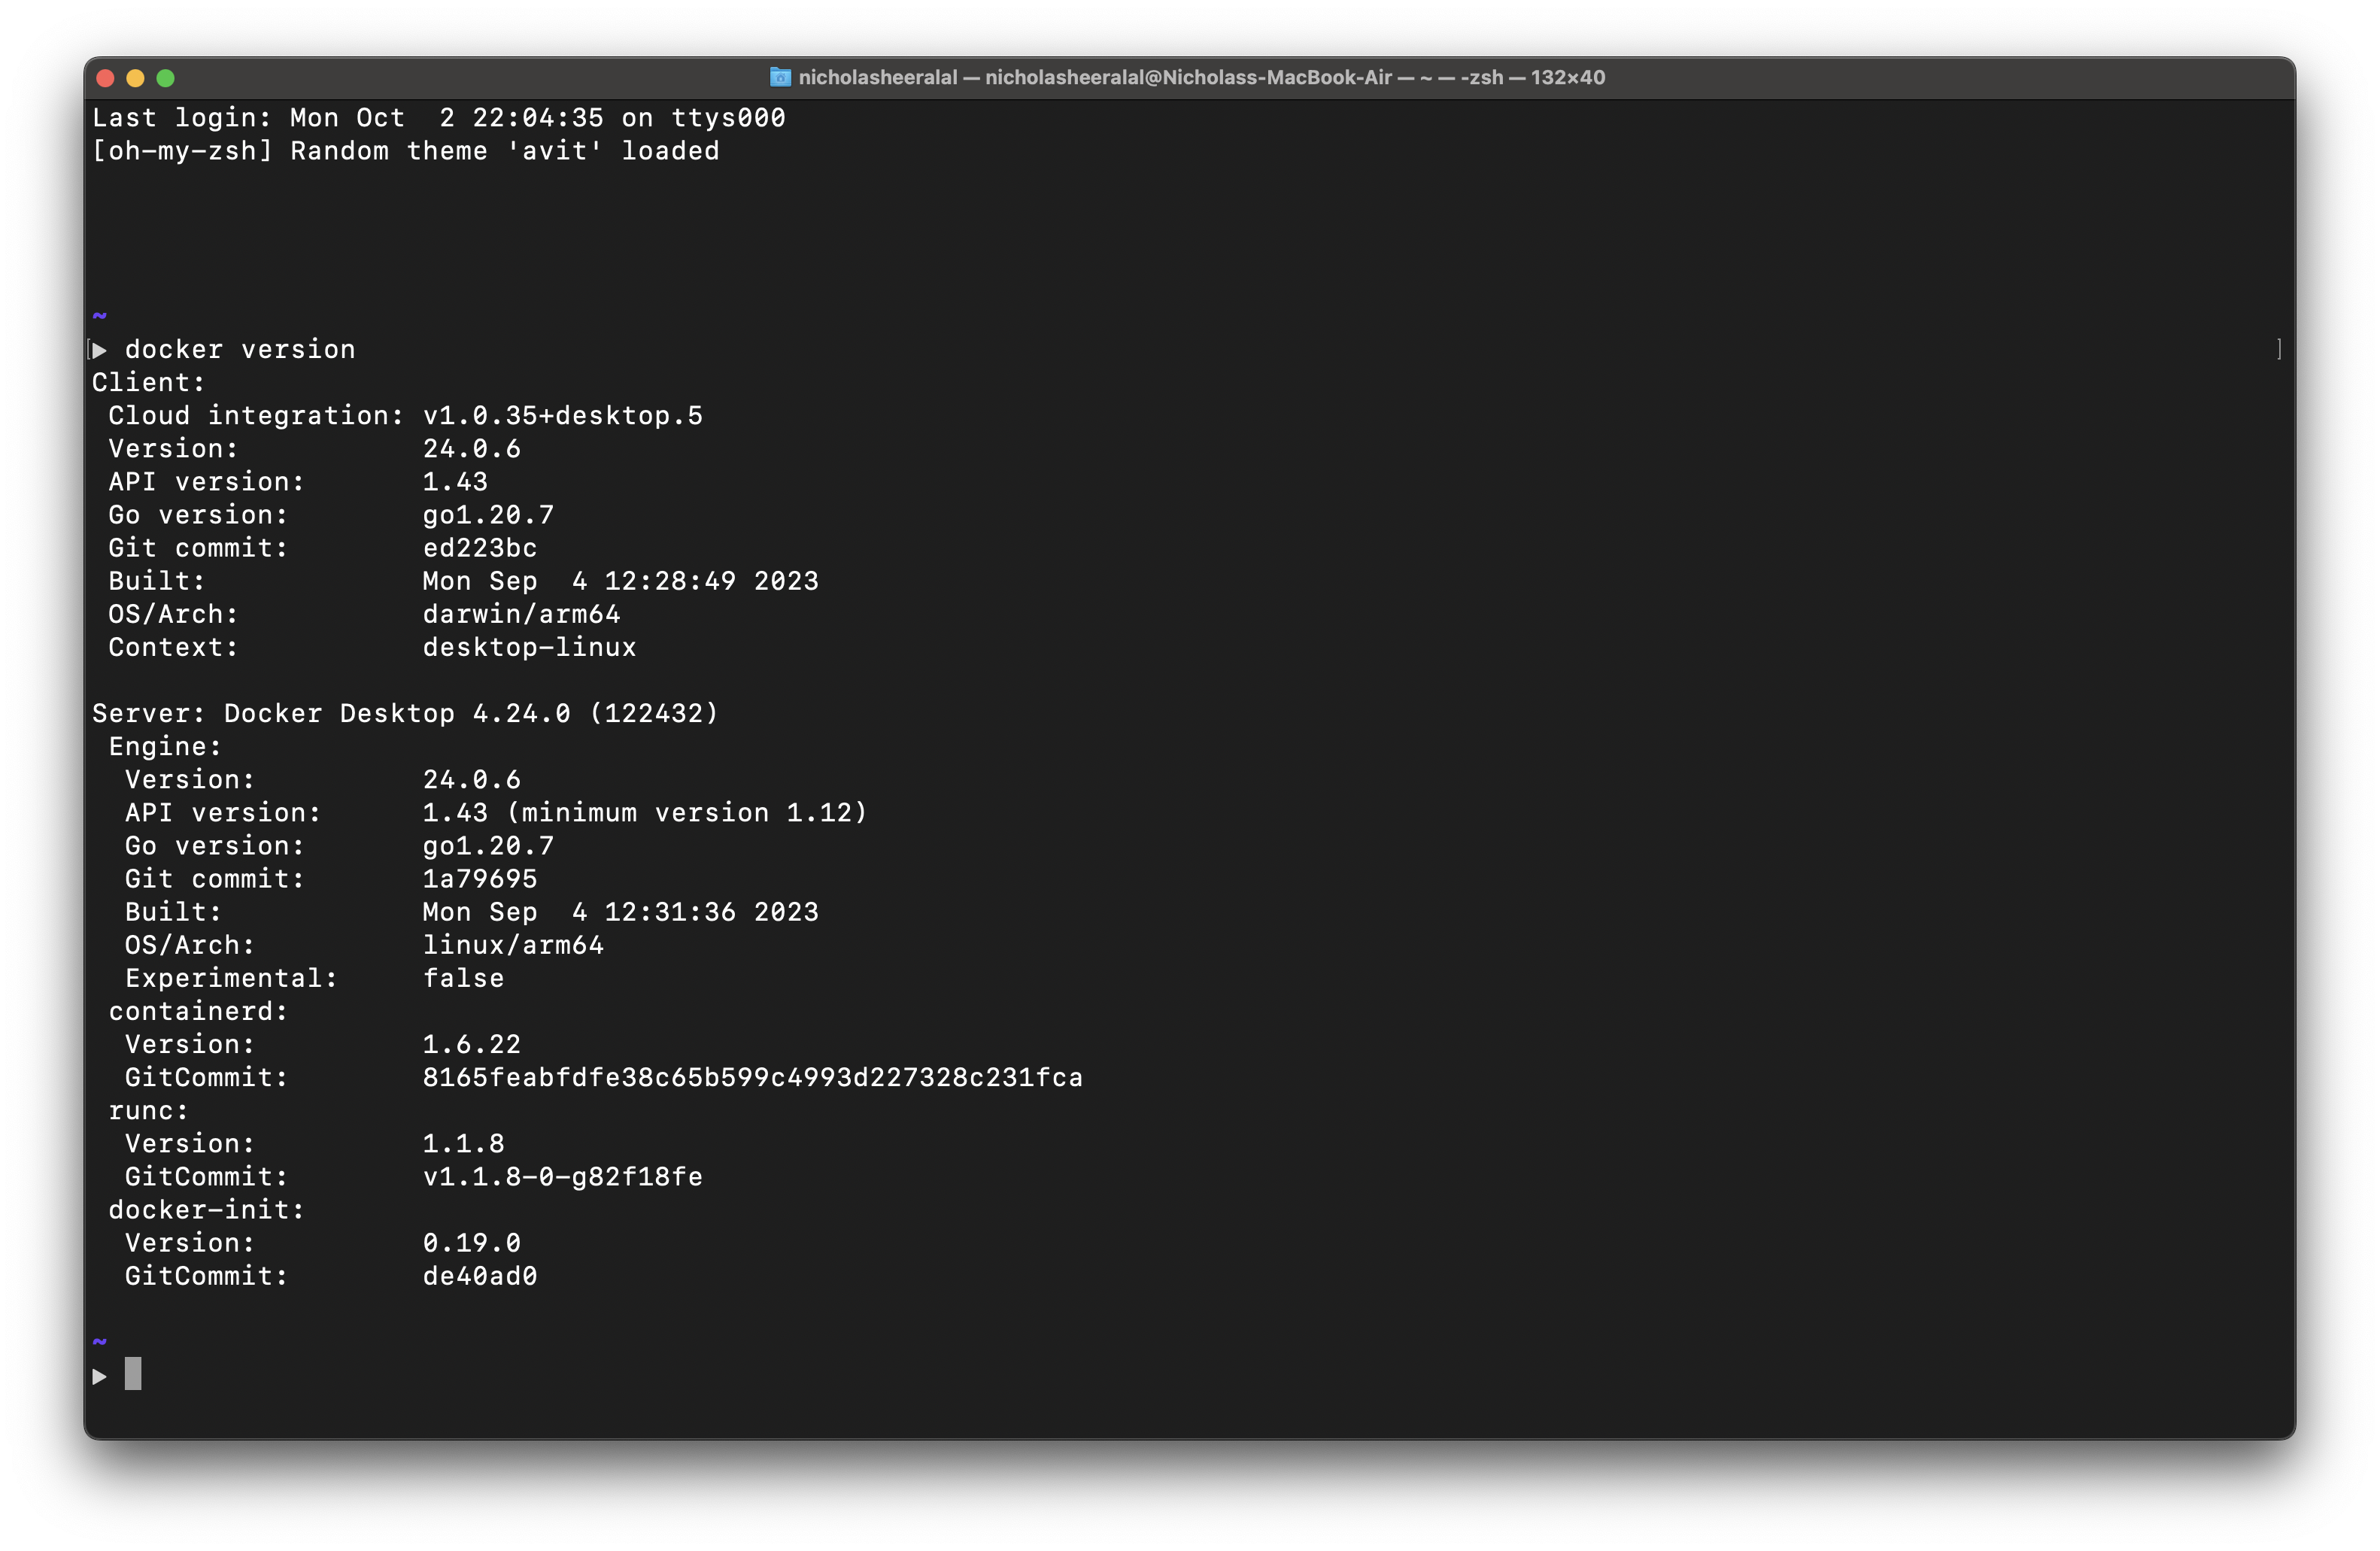 nicholasheeralal — nicholasheeralal@Nicholass-MacBook-Air — ~ — -zsh — 132×40
Last login: Mon Oct  2 22:04:35 on ttys000
[oh-my-zsh] Random theme 'avit' loaded
~
▶ docker version
Client:
 Cloud integration: v1.0.35+desktop.5
 Version:           24.0.6
 API version:       1.43
 Go version:        go1.20.7
 Git commit:        ed223bc
 Built:             Mon Sep  4 12:28:49 2023
 OS/Arch:           darwin/arm64
 Context:           desktop-linux
Server: Docker Desktop 4.24.0 (122432)
 Engine:
  Version:          24.0.6
  API version:      1.43 (minimum version 1.12)
  Go version:       go1.20.7
  Git commit:       1a79695
  Built:            Mon Sep  4 12:31:36 2023
  OS/Arch:          linux/arm64
  Experimental:     false
 containerd:
  Version:          1.6.22
  GitCommit:        8165feabfdfe38c65b599c4993d227328c231fca
 runc:
  Version:          1.1.8
  GitCommit:        v1.1.8-0-g82f18fe
 docker-init:
  Version:          0.19.0
  GitCommit:        de40ad0
~
▶